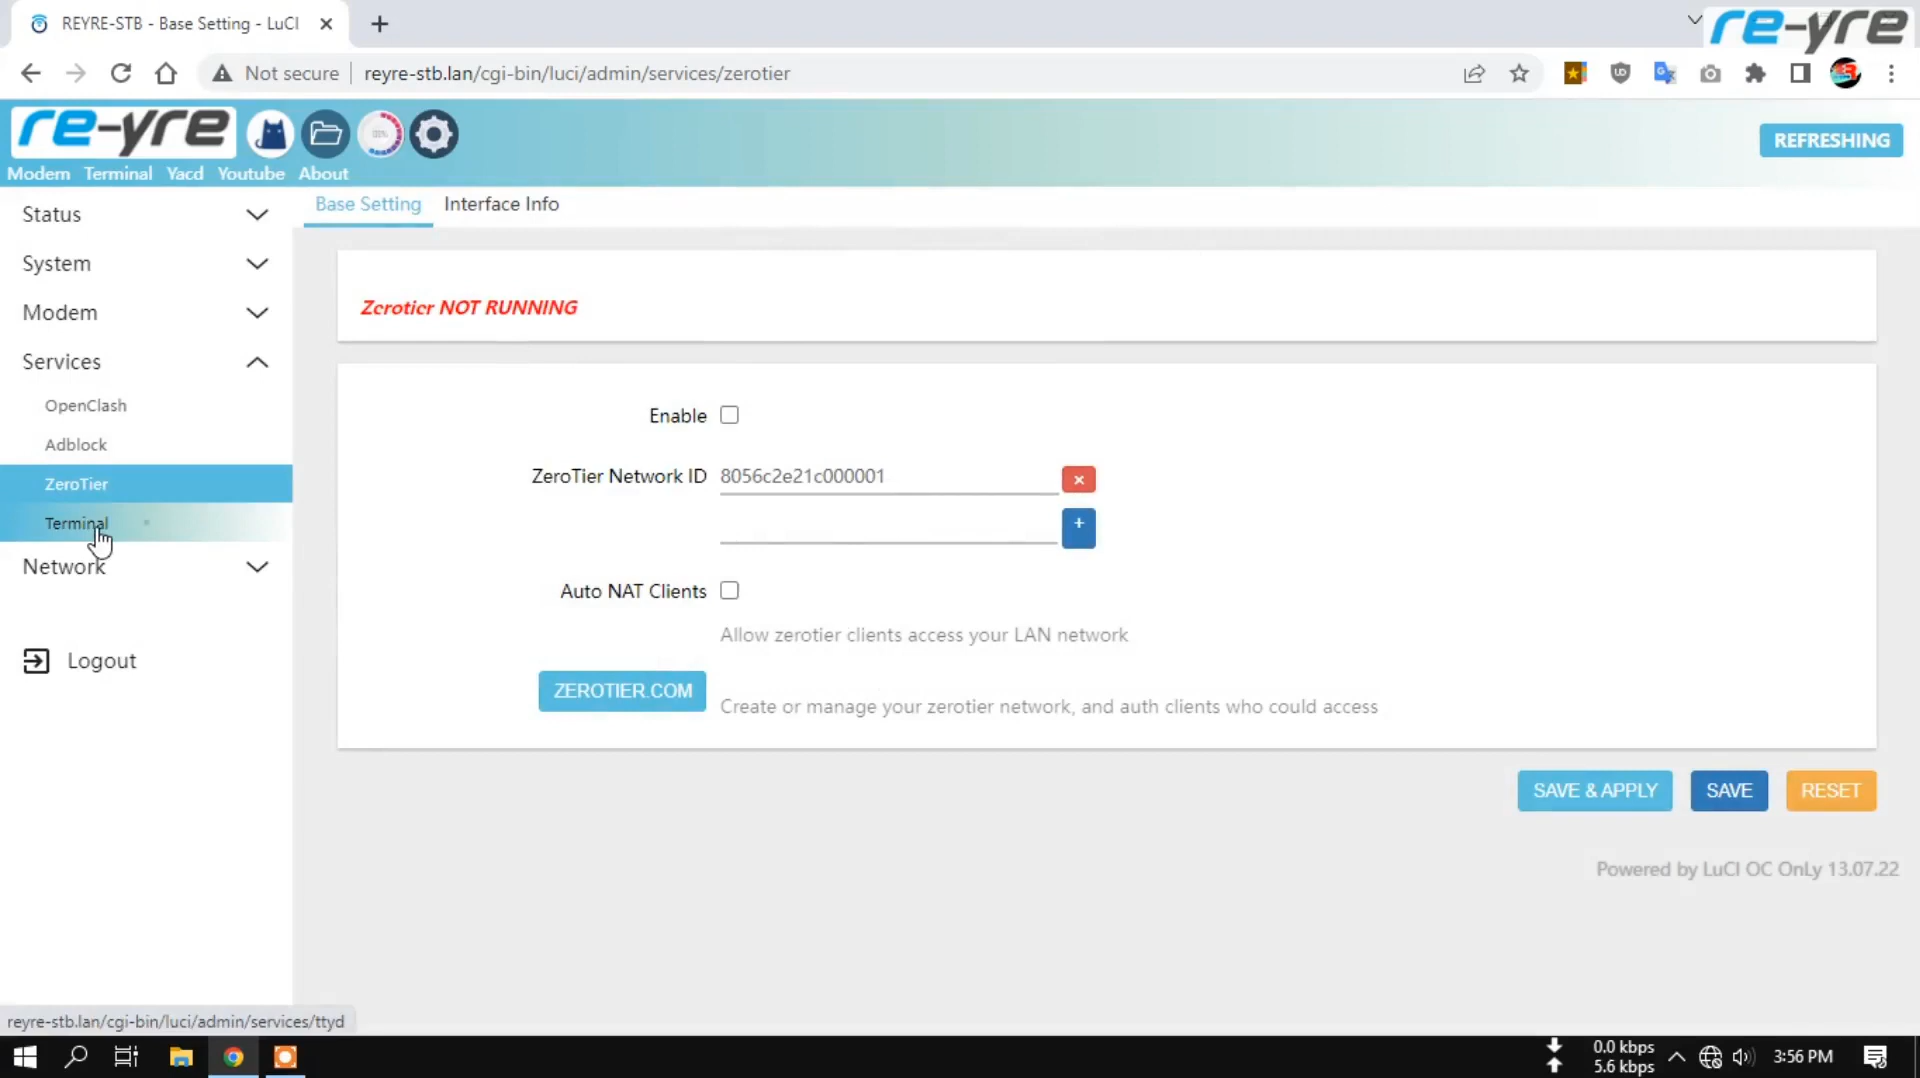 REYRE-STB - Base Setting - LuCI
re-yre
Not secure
reyre-stb.lan/cgi-bin/luci/admin/services/zerotier
re-yre
REFRESHING
Modem Terminal Yacd Youtube About
Status
Base Setting
Interface Info
System
Zerotier NOT RUNNING
Modem
Services
OpenClash
Enable
Adblock
ZeroTier
ZeroTier Network ID
8056c2e21c000001
×
Terminal
+
Network
Auto NAT Clients
Allow zerotier clients access your LAN network
Logout
ZEROTIER.COM
Create or manage your zerotier network, and auth clients who could access
SAVE & APPLY
SAVE
RESET
Powered by LuCI OC OnLy 13.07.22
reyre-stb.lan/cgi-bin/luci/admin/services/ttyd
0.0 kbps
5.6 kbps
3:56 PM